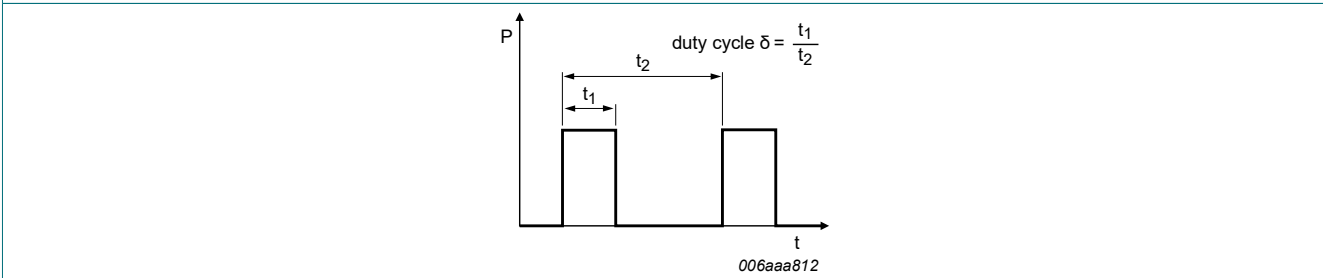 P
duty cycle δ = t1
t2
t2
t1
t
006aaa812